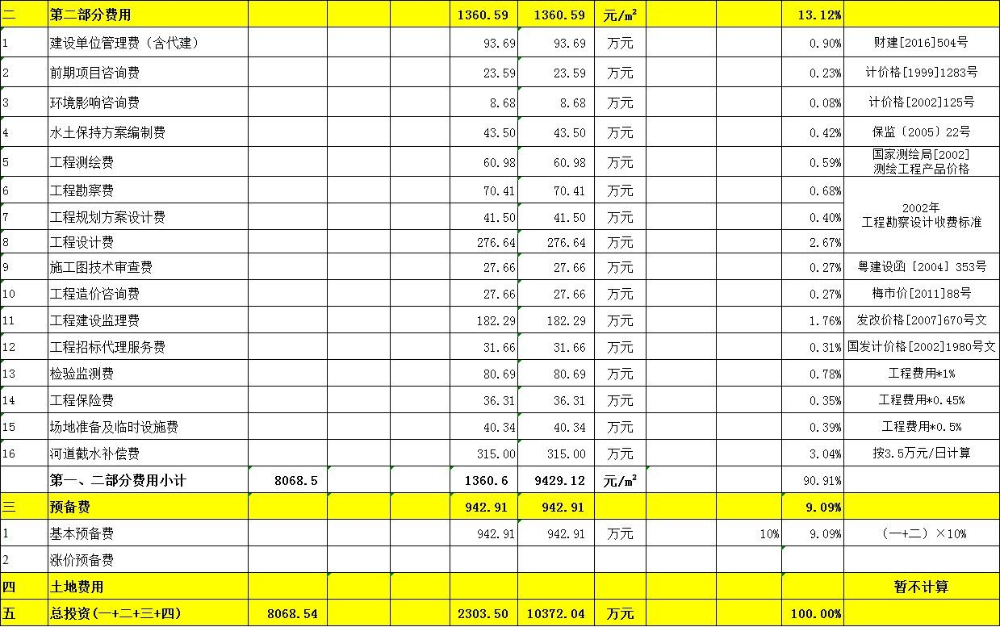 二 第二部分费用 1360.59 1360.59 元/m² 13.12%
1 建设单位管理费（含代建） 93.69 93.69 万元 0.90% 财建[2016]504号
2 前期项目咨询费 23.59 23.59 万元 0.23% 计价格[1999]1283号
3 环境影响咨询费 8.68 8.68 万元 0.08% 计价格[2002]125号
4 水土保持方案编制费 43.50 43.50 万元 0.42% 保监〔2005〕22号
5 工程测绘费 60.98 60.98 万元 0.59% 国家测绘局[2002]
测绘工程产品价格
6 工程勘察费 70.41 70.41 万元 0.68%
2002年
工程勘察设计收费标准
7 工程规划方案设计费 41.50 41.50 万元 0.40%
8 工程设计费 276.64 276.64 万元 2.67%
9 施工图技术审查费 27.66 27.66 万元 0.27% 粤建设函［2004］353号
10 工程造价咨询费 27.66 27.66 万元 0.27% 梅市价[2011]88号
11 工程建设监理费 182.29 182.29 万元 1.76% 发改价格[2007]670号文
12 工程招标代理服务费 31.66 31.66 万元 0.31% 国发计价格[2002]1980号文
13 检验监测费 80.69 80.69 万元 0.78% 工程费用*1%
14 工程保险费 36.31 36.31 万元 0.35% 工程费用*0.45%
15 场地准备及临时设施费 40.34 40.34 万元 0.39% 工程费用*0.5%
16 河道截水补偿费 315.00 315.00 万元 3.04% 按3.5万元/日计算
第一、二部分费用小计 8068.5 1360.6 9429.12 元/m² 90.91%
三 预备费 942.91 942.91 9.09%
1 基本预备费 942.91 942.91 万元 10% 9.09% （一+二）×10%
2 涨价预备费
四 土地费用 暂不计算
五 总投资(一+二+三+四) 8068.54 2303.50 10372.04 万元 100.00%